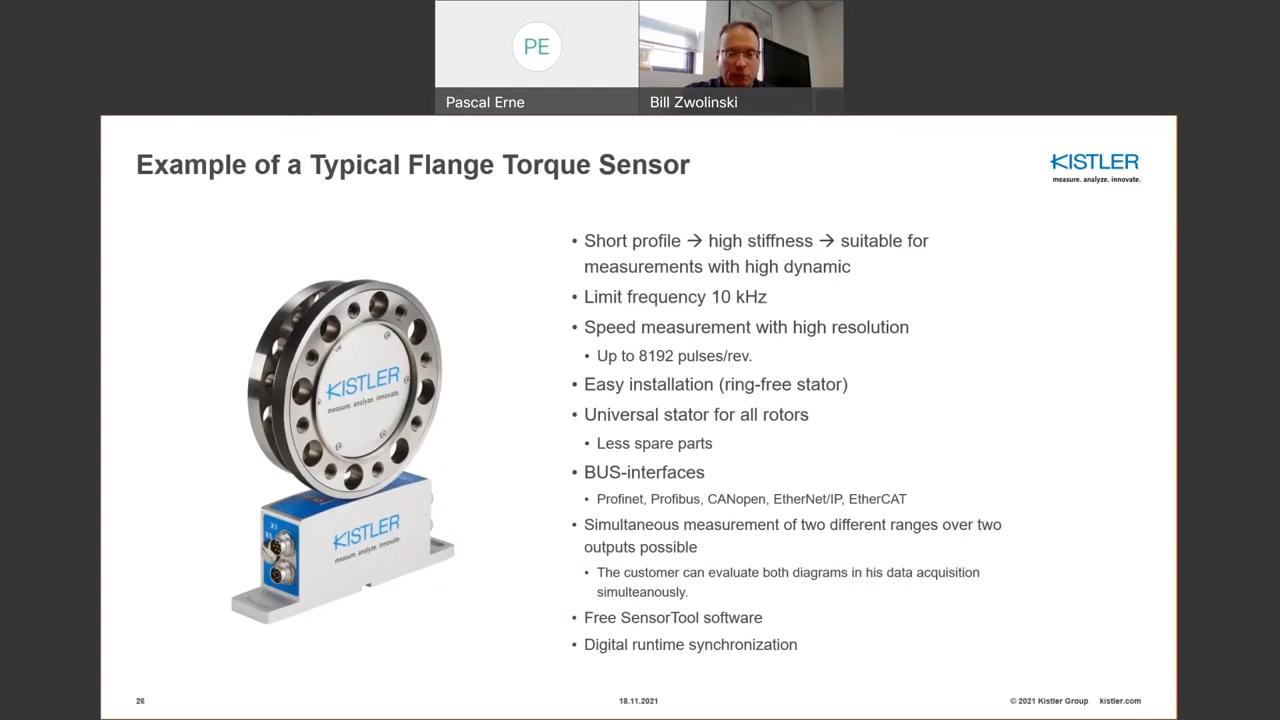 PE
Pascal Erne
Bill Zwolinski
Example of a Typical Flange Torque Sensor
KISTLER
measure. analyze. innovate.
• Short profile → high stiffness → suitable for
measurements with high dynamic
• Limit frequency 10 kHz
• Speed measurement with high resolution
• Up to 8192 pulses/rev.
• Easy installation (ring-free stator)
• Universal stator for all rotors
• Less spare parts
• BUS-interfaces
• Profinet, Profibus, CANopen, EtherNet/IP, EtherCAT
• Simultaneous measurement of two different ranges over two
outputs possible
• The customer can evaluate both diagrams in his data acquisition
simulteanously.
• Free SensorTool software
• Digital runtime synchronization
KISTLER
measure. analyze. innovate.
X1
KISTLER
measure. analyze. innovate.
26
18.11.2021
© 2021 Kistler Group
kistler.com